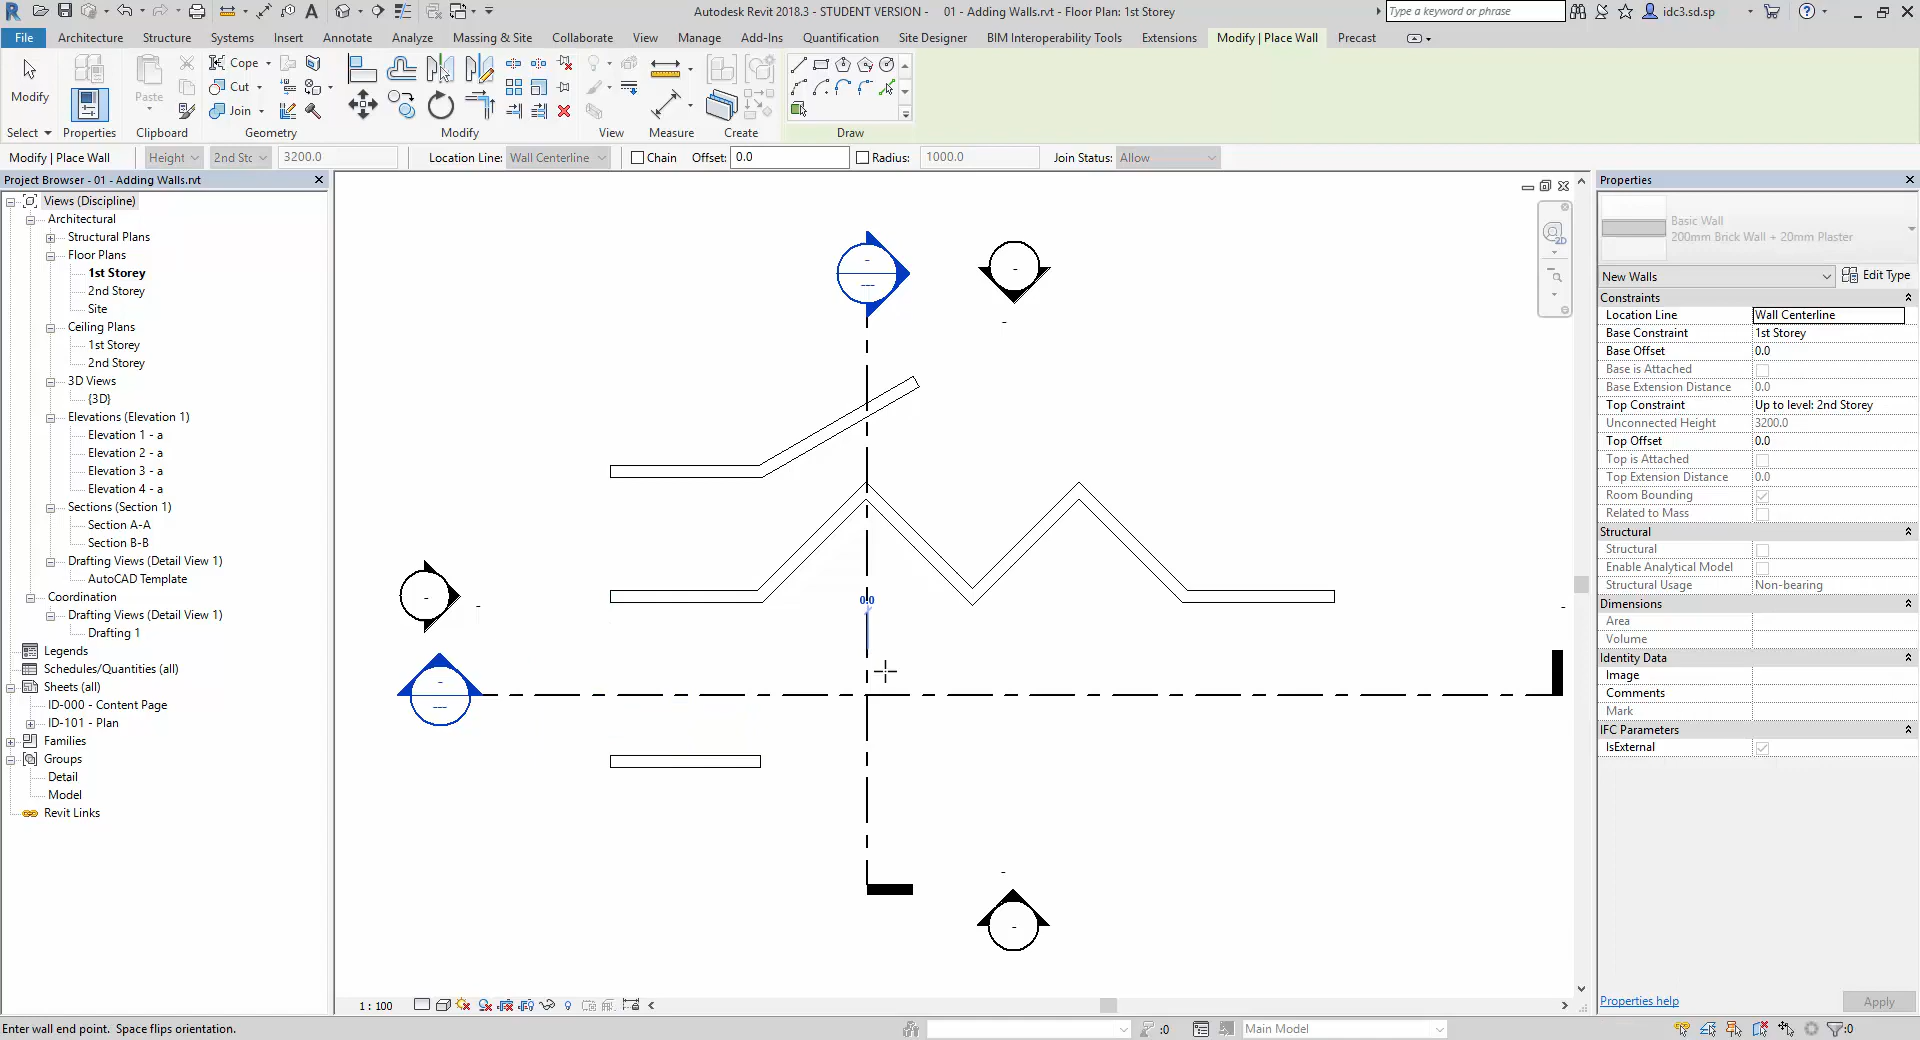 Autodesk Revit 2018.3 - STUDENT VERSION - 01 - Adding Walls.rvt - Floor Plan: 1st Storey
Type a keyword or phrase
idc3.sd.sp
File Architecture Structure Systems Insert Annotate Analyze Massing & Site Collaborate View Manage Add-Ins Quantification Site Designer BIM Interoperability Tools Extensions Modify | Place Wall Precast
Modify
Paste
Cope
Cut
Join
Select Properties Clipboard Geometry Modify View Measure Create Draw
Modify | Place Wall Height 2nd Stc 3200.0 Location Line: Wall Centerline Chain Offset: 0.0 Radius: 1000.0 Join Status: Allow
Project Browser - 01 - Adding Walls.rvt
Views (Discipline)
Architectural
Structural Plans
Floor Plans
1st Storey
2nd Storey
Site
Ceiling Plans
1st Storey
2nd Storey
3D Views
{3D}
Elevations (Elevation 1)
Elevation 1 - a
Elevation 2 - a
Elevation 3 - a
Elevation 4 - a
Sections (Section 1)
Section A-A
Section B-B
Drafting Views (Detail View 1)
AutoCAD Template
Coordination
Drafting Views (Detail View 1)
Drafting 1
Legends
Schedules/Quantities (all)
Sheets (all)
ID-000 - Content Page
ID-101 - Plan
Families
Groups
Detail
Model
Revit Links
2D
0.0
Properties
Basic Wall
200mm Brick Wall + 20mm Plaster
New Walls
Edit Type
Constraints
Location Line Wall Centerline
Base Constraint 1st Storey
Base Offset 0.0
Base is Attached
Base Extension Distance 0.0
Top Constraint Up to level: 2nd Storey
Unconnected Height 3200.0
Top Offset 0.0
Top is Attached
Top Extension Distance 0.0
Room Bounding
Related to Mass
Structural
Structural
Enable Analytical Model
Structural Usage Non-bearing
Dimensions
Area
Volume
Identity Data
Image
Comments
Mark
IFC Parameters
IsExternal
Properties help
Apply
1 : 100
Enter wall end point. Space flips orientation.
:0
Main Model
:0